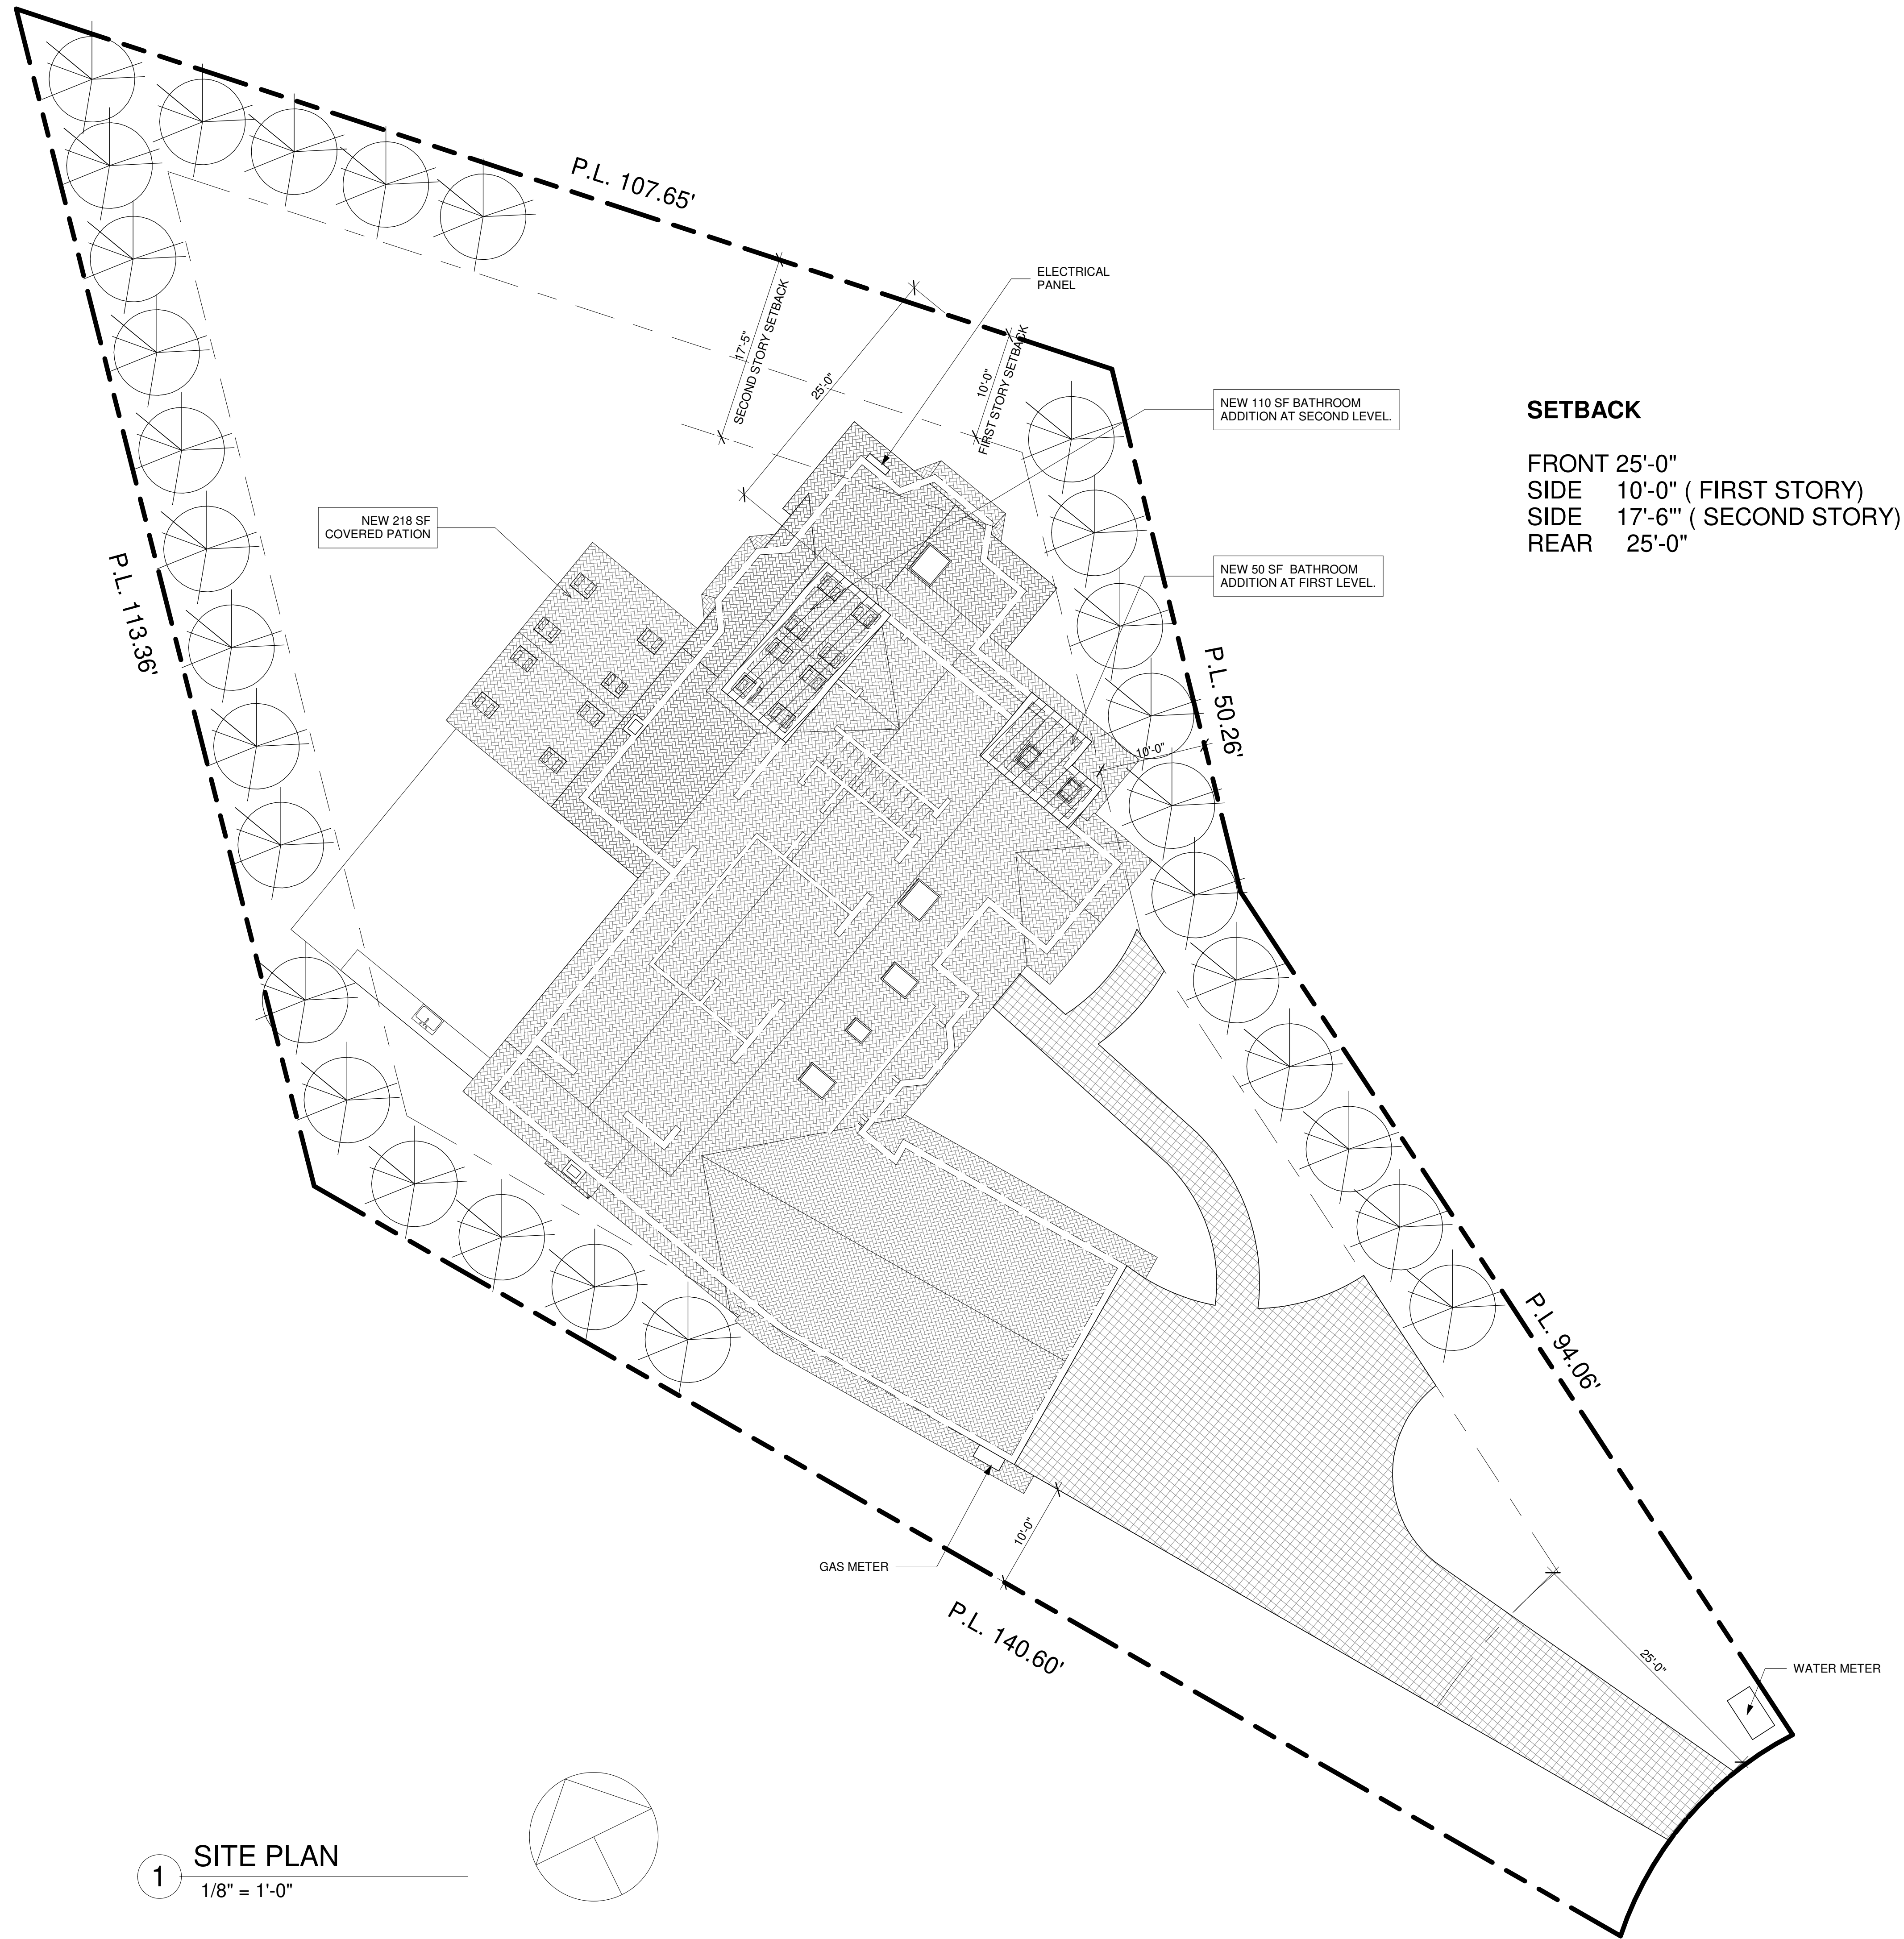 P.L. 107.65'
ELECTRICAL
PANEL
17'-5"
SECOND STORY SETBACK
25'-0"
10'-0"
FIRST STORY SETBACK
NEW 110 SF BATHROOM
ADDITION AT SECOND LEVEL.
SETBACK
FRONT 25'-0"
SIDE 10'-0" ( FIRST STORY)
SIDE 17'-6"' ( SECOND STORY)
REAR 25'-0"
NEW 218 SF
COVERED PATION
P.L. 113.36'
NEW 50 SF BATHROOM
ADDITION AT FIRST LEVEL.
P.L. 50.26'
10'-0"
P.L. 94.06'
GAS METER
10'-0"
P.L. 140.60'
25'-0"
WATER METER
1
SITE PLAN
1/8" = 1'-0"